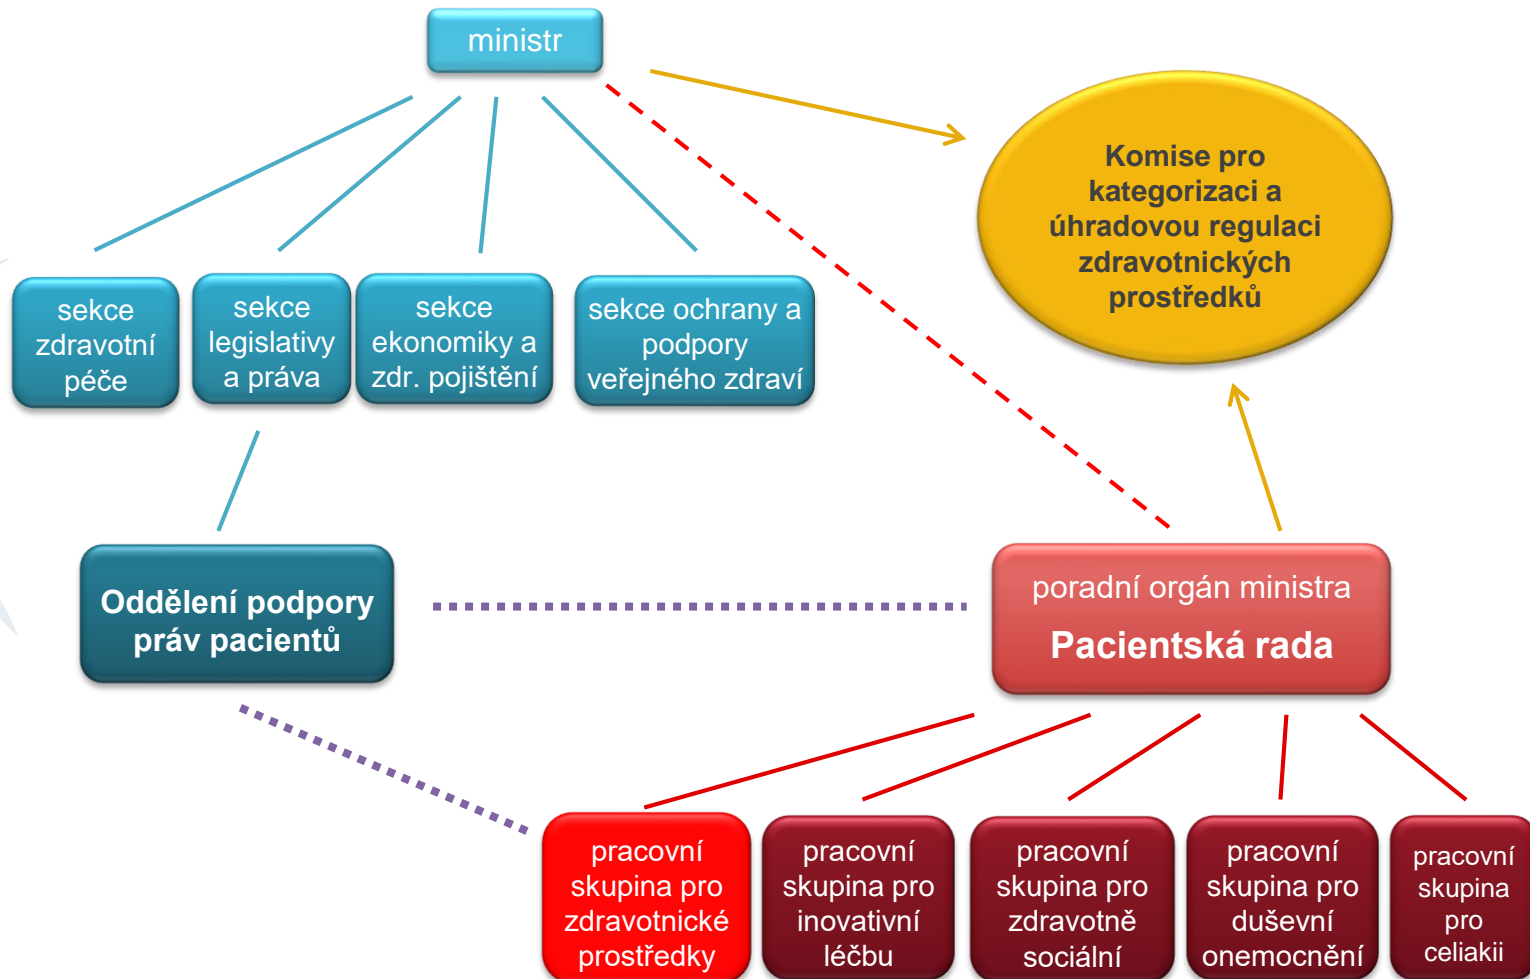 ministr
Komise pro
kategorizaci a
úhradovou regulaci
zdravotnických
prostředků
sekce
zdravotní
péče
sekce
legislativy
a práva
sekce
ekonomiky a
zdr. pojištění
sekce ochrany a
podpory
veřejného zdraví
Oddělení podpory
práv pacientů
poradní orgán ministra
Pacientská rada
pracovní
skupina pro
zdravotnické
prostředky
pracovní
skupina pro
inovativní
léčbu
pracovní
skupina pro
zdravotně
sociální
pracovní
skupina pro
duševní
onemocnění
pracovní
skupina
pro
celiakii